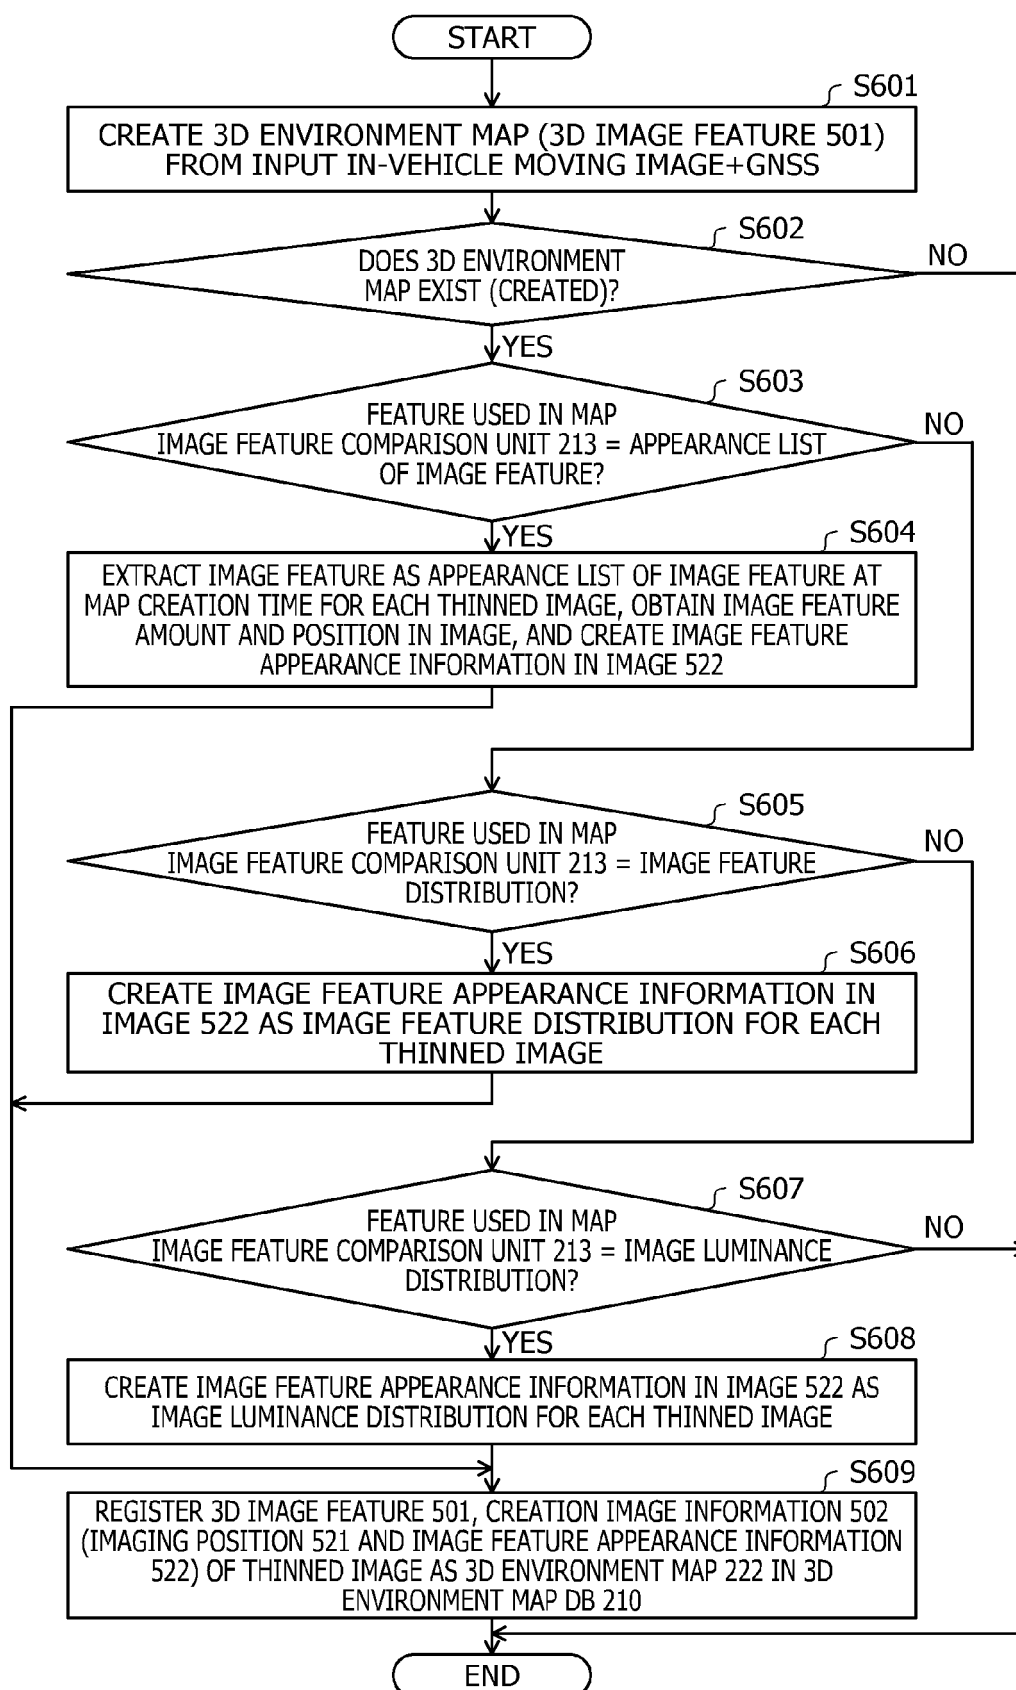 START
S601
CREATE 3D ENVIRONMENT MAP (3D IMAGE FEATURE 501)
FROM INPUT IN-VEHICLE MOVING IMAGE+GNSS
S602
DOES 3D ENVIRONMENT
MAP EXIST (CREATED)?
NO
YES
S603
FEATURE USED IN MAP
IMAGE FEATURE COMPARISON UNIT 213 = APPEARANCE LIST
OF IMAGE FEATURE?
NO
YES
S604
EXTRACT IMAGE FEATURE AS APPEARANCE LIST OF IMAGE FEATURE AT
MAP CREATION TIME FOR EACH THINNED IMAGE, OBTAIN IMAGE FEATURE
AMOUNT AND POSITION IN IMAGE, AND CREATE IMAGE FEATURE
APPEARANCE INFORMATION IN IMAGE 522
S605
FEATURE USED IN MAP
IMAGE FEATURE COMPARISON UNIT 213 = IMAGE FEATURE
DISTRIBUTION?
NO
YES
S606
CREATE IMAGE FEATURE APPEARANCE INFORMATION IN
IMAGE 522 AS IMAGE FEATURE DISTRIBUTION FOR EACH
THINNED IMAGE
S607
FEATURE USED IN MAP
IMAGE FEATURE COMPARISON UNIT 213 = IMAGE LUMINANCE
DISTRIBUTION?
NO
YES
S608
CREATE IMAGE FEATURE APPEARANCE INFORMATION IN IMAGE 522 AS
IMAGE LUMINANCE DISTRIBUTION FOR EACH THINNED IMAGE
S609
REGISTER 3D IMAGE FEATURE 501, CREATION IMAGE INFORMATION 502
(IMAGING POSITION 521 AND IMAGE FEATURE APPEARANCE INFORMATION
522) OF THINNED IMAGE AS 3D ENVIRONMENT MAP 222 IN 3D
ENVIRONMENT MAP DB 210
END